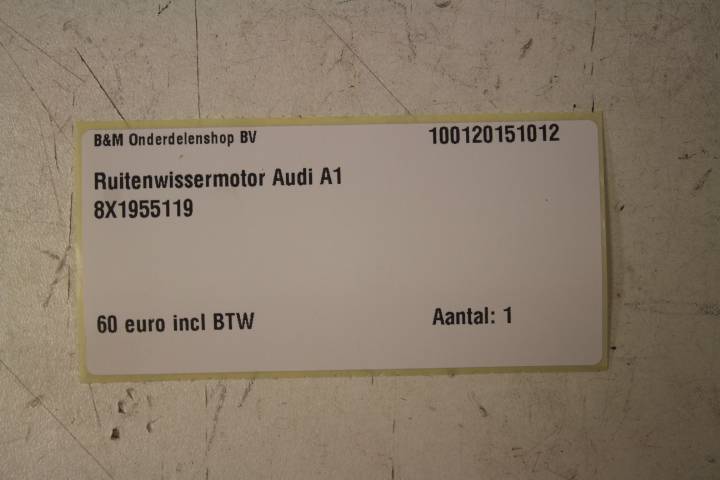 B&M Onderdelenshop BV 100120151012
Ruitenwissermotor Audi A1
8X1955119
60 euro incl BTW Aantal: 1